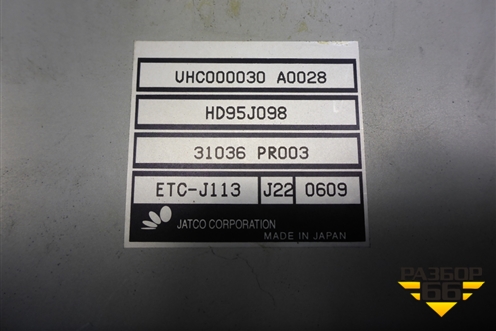 UHC000030 A0028
HD95J098
31036 PR003
ETC-J113 J22 0609
JATCO CORPORATION
MADE IN JAPAN
РАЗБОР
66